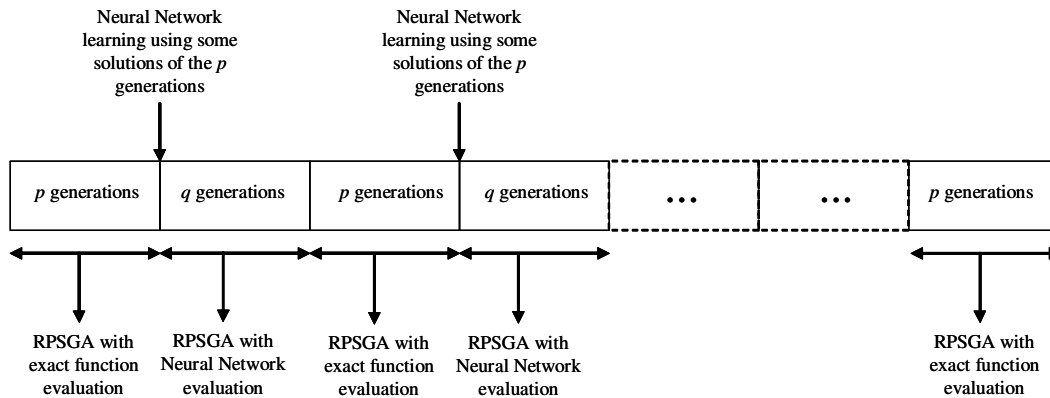 Neural Network
learning using some
solutions of the p
generations
Neural Network
learning using some
solutions of the p
generations
p generations
q generations
p generations
q generations
...
...
p generations
RPSGA with
exact function
evaluation
RPSGA with
Neural Network
evaluation
RPSGA with
exact function
evaluation
RPSGA with
Neural Network
evaluation
RPSGA with
exact function
evaluation